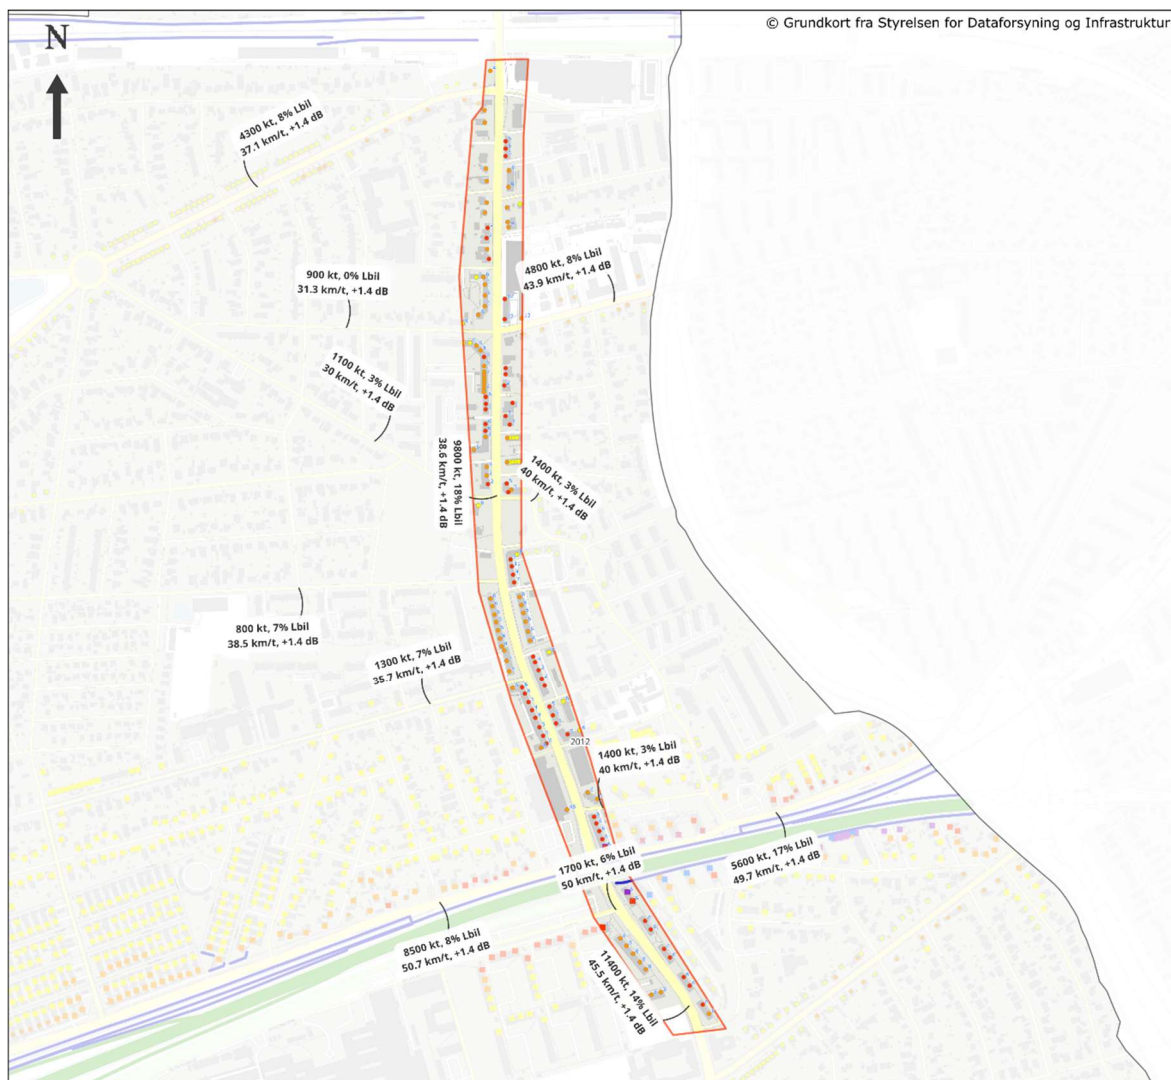 © Grundkort fra Styrelsen for Dataforsyning og Infrastruktur
N
4300 kt, 8% Lbil
37.1 km/t, +1.4 dB
4800 kt, 8% Lbil
43.9 km/t, +1.4 dB
900 kt, 0% Lbil
31.3 km/t, +1.4 dB
1100 kt, 3% Lbil
30 km/t, +1.4 dB
9800 kt, 18% Lbil
38.6 km/t, +1.4 dB
1400 kt, 3% Lbil
40 km/t, +1.4 dB
800 kt, 7% Lbil
38.5 km/t, +1.4 dB
1300 kt, 7% Lbil
35.7 km/t, +1.4 dB
2012
1400 kt, 3% Lbil
40 km/t, +1.4 dB
1700 kt, 6% Lbil
50 km/t, +1.4 dB
5600 kt, 17% Lbil
49.7 km/t, +1.4 dB
8500 kt, 8% Lbil
50.7 km/t, +1.4 dB
11400 kt, 14% Lbil
45.5 km/t, +1.4 dB